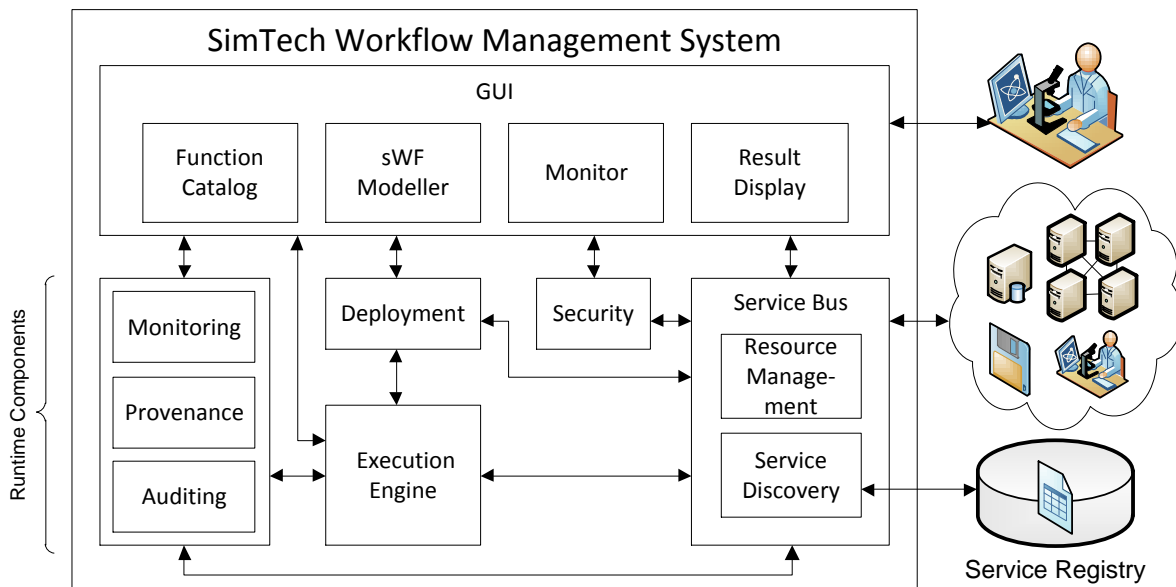 SimTech Workflow Management System
GUI
Function
Catalog
sWF
Modeller
Monitor
Result
Display
Runtime Components
Monitoring
Provenance
Auditing
Deployment
Execution
Engine
Security
Service Bus
Resource
Manage-
ment
Service
Discovery
Service Registry